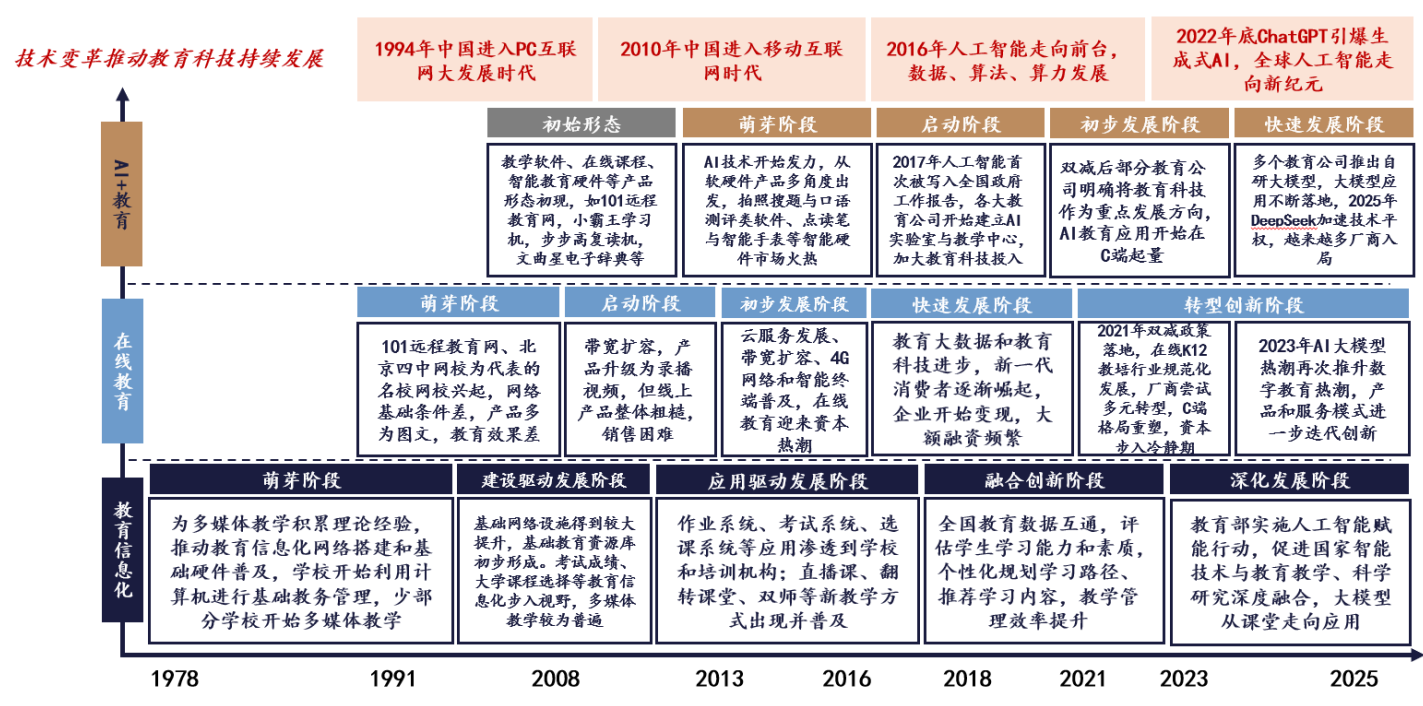 技术变革推动教育科技持续发展
1994年中国进入PC互联
网大发展时代
2010年中国进入移动互联
网时代
2016年人工智能走向前台，
数据、算法、算力发展
2022年底ChatGPT引爆生
成式AI，全球人工智能走
向新纪元
AI+教育
初始形态
教学软件、在线课程、
智能教育硬件等产品
形态初现，如101远程
教育网，小霸王学习
机，步步高复读机，
文曲星电子辞典等
萌芽阶段
AI技术开始发力，从
软硬件产品多角度出
发，拍照搜题与口语
测评类软件、点读笔
与智能手表等智能硬
件市场火热
启动阶段
2017年人工智能首
次被写入全国政府
工作报告，各大教
育公司开始建立AI
实验室与教学中心，
加大教育科技投入
初步发展阶段
双减后部分教育公
司明确将教育科技
作为重点发展方向，
AI教育应用开始在
C端起量
快速发展阶段
多个教育公司推出自
研大模型，大模型应
用不断落地，2025年
DeepSeek加速技术平
权，越来越多厂商入
局
在线教育
萌芽阶段
101远程教育网、北
京四中网校为代表的
名校网校兴起，网络
基础条件差，产品多
为图文，教育效果差
启动阶段
带宽扩容，产
品升级为录播
视频，但线上
产品整体粗糙，
销售困难
初步发展阶段
云服务发展、
带宽扩容、4G
网络和智能终
端普及，在线
教育迎来资本
热潮
快速发展阶段
教育大数据和教育
科技进步，新一代
消费者逐渐崛起，
企业开始变现，大
额融资频繁
转型创新阶段
2021年双减政策
落地，在线K12
教培行业规范化
发展，厂商尝试
多元转型，C端
格局重塑，资本
步入冷静期
2023年AI大模型
热潮再次推升数
字教育热潮，产
品和服务模式进
一步迭代创新
教育信息化
萌芽阶段
为多媒体教学积累理论经验，
推动教育信息化网络搭建和基
础硬件普及，学校开始利用计
算机进行基础教务管理，少部
分学校开始多媒体教学
建设驱动发展阶段
基础网络设施得到较大
提升，基础教育资源库
初步形成。考试成绩、
大学课程选择等教育信
息化步入视野，多媒体
教学较为普遍
应用驱动发展阶段
作业系统、考试系统、选
课系统等应用渗透到学校
和培训机构；直播课、翻
转课堂、双师等新教学方
式出现并普及
融合创新阶段
全国教育数据互通，评
估学生学习能力和素质，
个性化规划学习路径、
推荐学习内容，教学管
理效率提升
深化发展阶段
教育部实施人工智能赋
能行动，促进国家智能
技术与教育教学、科学
研究深度融合，大模型
从课堂走向应用
1978
1991
2008
2013
2016
2018
2021
2023
2025